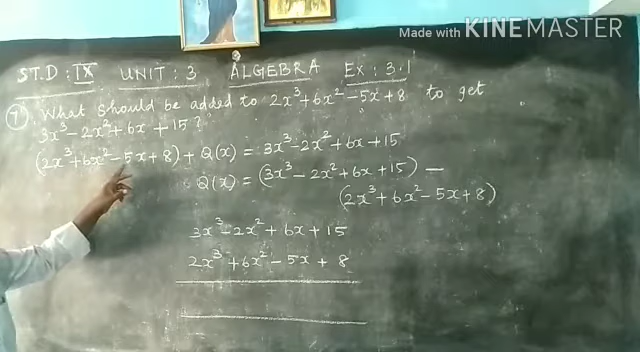 Made with KINEMASTER
STD : IX UNIT : 3 ALGEBRA Ex : 3.1
7) What should be added to 2x³+6x²-5x+8 to get
3x³-2x²+6x+15?
(2x³+6x²-5x+8) + Q(x) = 3x³-2x²+6x+15
Q(x) = (3x³-2x²+6x+15) -
(2x³+6x²-5x+8)
3x³-2x²+6x+15
2x³+6x²-5x+8